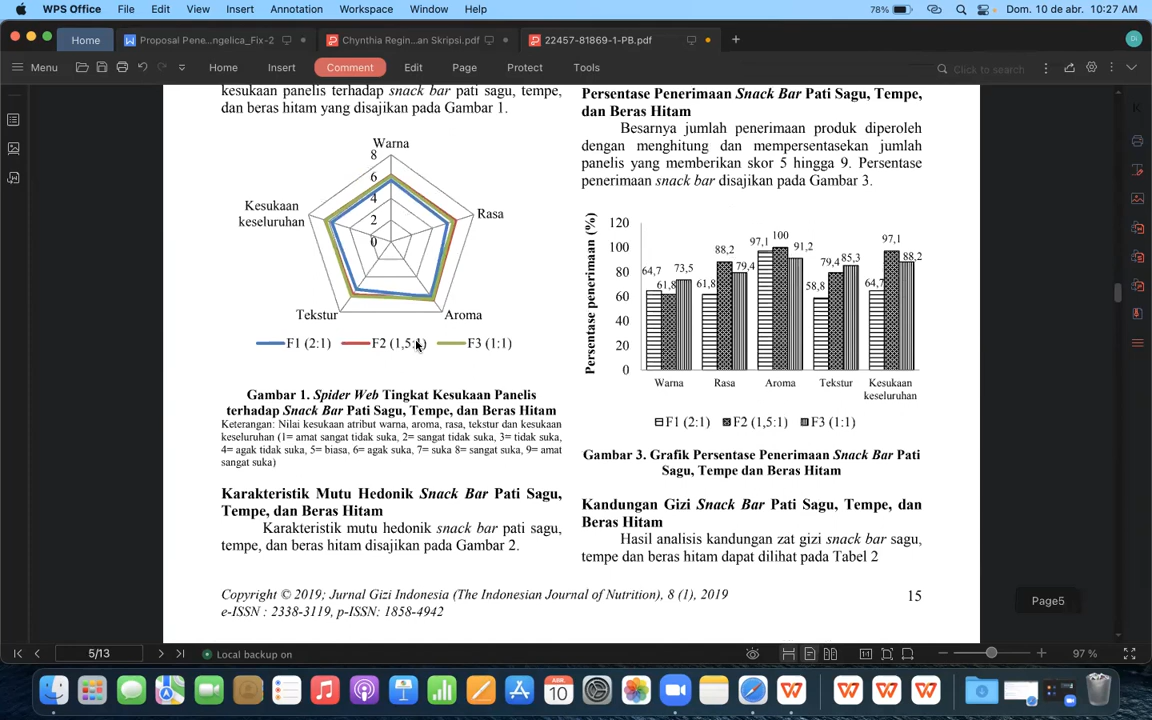 WPS Office File Edit View Insert Annotation Workspace Window Help 78% Dom. 10 de abr. 10:27 AM
Home Proposal Pene...ngelica_Fix-2 Chynthia Regin...an Skripsi.pdf 22457-81869-1-PB.pdf + Di
Menu Home Insert Comment Edit Page Protect Tools Click to search
kesukaan panelis terhadap snack bar pati sagu, tempe,
dan beras hitam yang disajikan pada Gambar 1.
Warna
8
6
4
2
0
Kesukaan
keseluruhan
Rasa
Tekstur
Aroma
F1 (2:1) F2 (1,5:1) F3 (1:1)
Gambar 1. Spider Web Tingkat Kesukaan Panelis
terhadap Snack Bar Pati Sagu, Tempe, dan Beras Hitam
Keterangan: Nilai kesukaan atribut warna, aroma, rasa, tekstur dan kesukaan
keseluruhan (1= amat sangat tidak suka, 2= sangat tidak suka, 3= tidak suka,
4= agak tidak suka, 5= biasa, 6= agak suka, 7= suka 8= sangat suka, 9= amat
sangat suka)
Karakteristik Mutu Hedonik Snack Bar Pati Sagu,
Tempe, dan Beras Hitam
Karakteristik mutu hedonik snack bar pati sagu,
tempe, dan beras hitam disajikan pada Gambar 2.
Persentase Penerimaan Snack Bar Pati Sagu, Tempe,
dan Beras Hitam
Besarnya jumlah penerimaan produk diperoleh
dengan menghitung dan mempersentasekan jumlah
panelis yang memberikan skor 5 hingga 9. Persentase
penerimaan snack bar disajikan pada Gambar 3.
Persentase penerimaan (%)
120
100
80
60
40
20
0
64,7 61,8 73,5
61,8 88,2 79,4
97,1 100 91,2
58,8 79,4 85,3
64,7 97,1 88,2
Warna Rasa Aroma Tekstur Kesukaan
keseluruhan
F1 (2:1) F2 (1,5:1) F3 (1:1)
Gambar 3. Grafik Persentase Penerimaan Snack Bar Pati
Sagu, Tempe dan Beras Hitam
Kandungan Gizi Snack Bar Pati Sagu, Tempe, dan
Beras Hitam
Hasil analisis kandungan zat gizi snack bar sagu,
tempe dan beras hitam dapat dilihat pada Tabel 2
Copyright © 2019; Jurnal Gizi Indonesia (The Indonesian Journal of Nutrition), 8 (1), 2019
e-ISSN : 2338-3119, p-ISSN: 1858-4942
15
Page5
5/13 Local backup on 97 %
ABR.
10